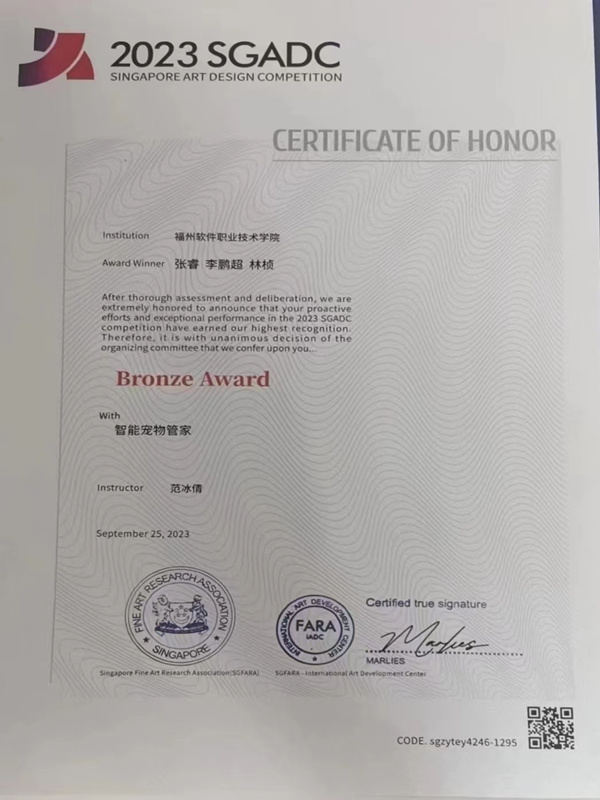 2023 SGADC
SINGAPORE ART DESIGN COMPETITION
CERTIFICATE OF HONOR
Institution 福州软件职业技术学院
Award Winner 张睿 李鹏超 林桢
After thorough assessment and deliberation, we are
extremely honored to announce that your proactive
efforts and exceptional performance in the 2023 SGADC
competition have earned our highest recognition.
Therefore, it is with unanimous decision of the
organizing committee that we confer upon you...
Bronze Award
With
智能宠物管家
Instructor 范冰倩
September 25, 2023
FINE ART RESEARCH ASSOCIATION
SINGAPORE
INTERNATIONAL ART DEVELOPMENT CENTER
FARA
IADC
Certified true signature
Marlies
MARLIES
Singapore Fine Art Research Association(SGFARA)
SGFARA - International Art Development Center
CODE. sgzytey4246-1295